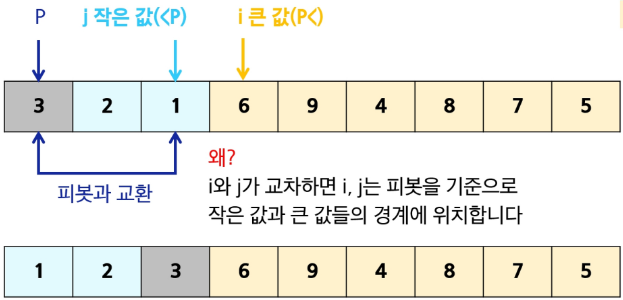 P j 작은 값(<P) i 큰 값(P<)
3 2 1 6 9 4 8 7 5
왜?
피봇과 교환
i와 j가 교차하면 i, j는 피봇을 기준으로
작은 값과 큰 값들의 경계에 위치합니다
1 2 3 6 9 4 8 7 5